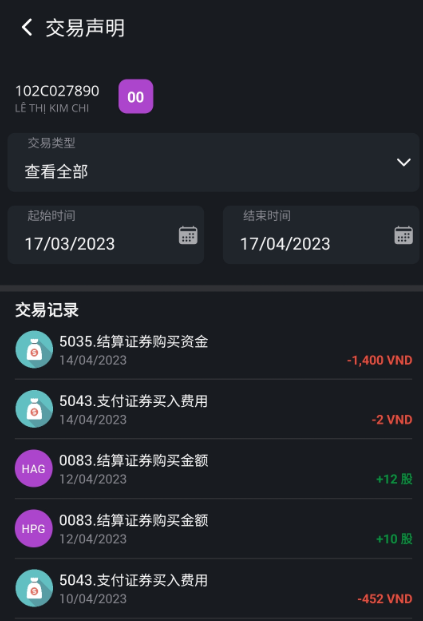 交易声明
102C027890
00
LÊ THỊ KIM CHI
交易类型
查看全部
起始时间
17/03/2023
结束时间
17/04/2023
交易记录
5035.结算证券购买资金
14/04/2023
-1,400 VND
5043.支付证券买入费用
14/04/2023
-2 VND
HAG
0083.结算证券购买金额
12/04/2023
+12 股
HPG
0083.结算证券购买金额
12/04/2023
+10 股
5043.支付证券买入费用
10/04/2023
-452 VND